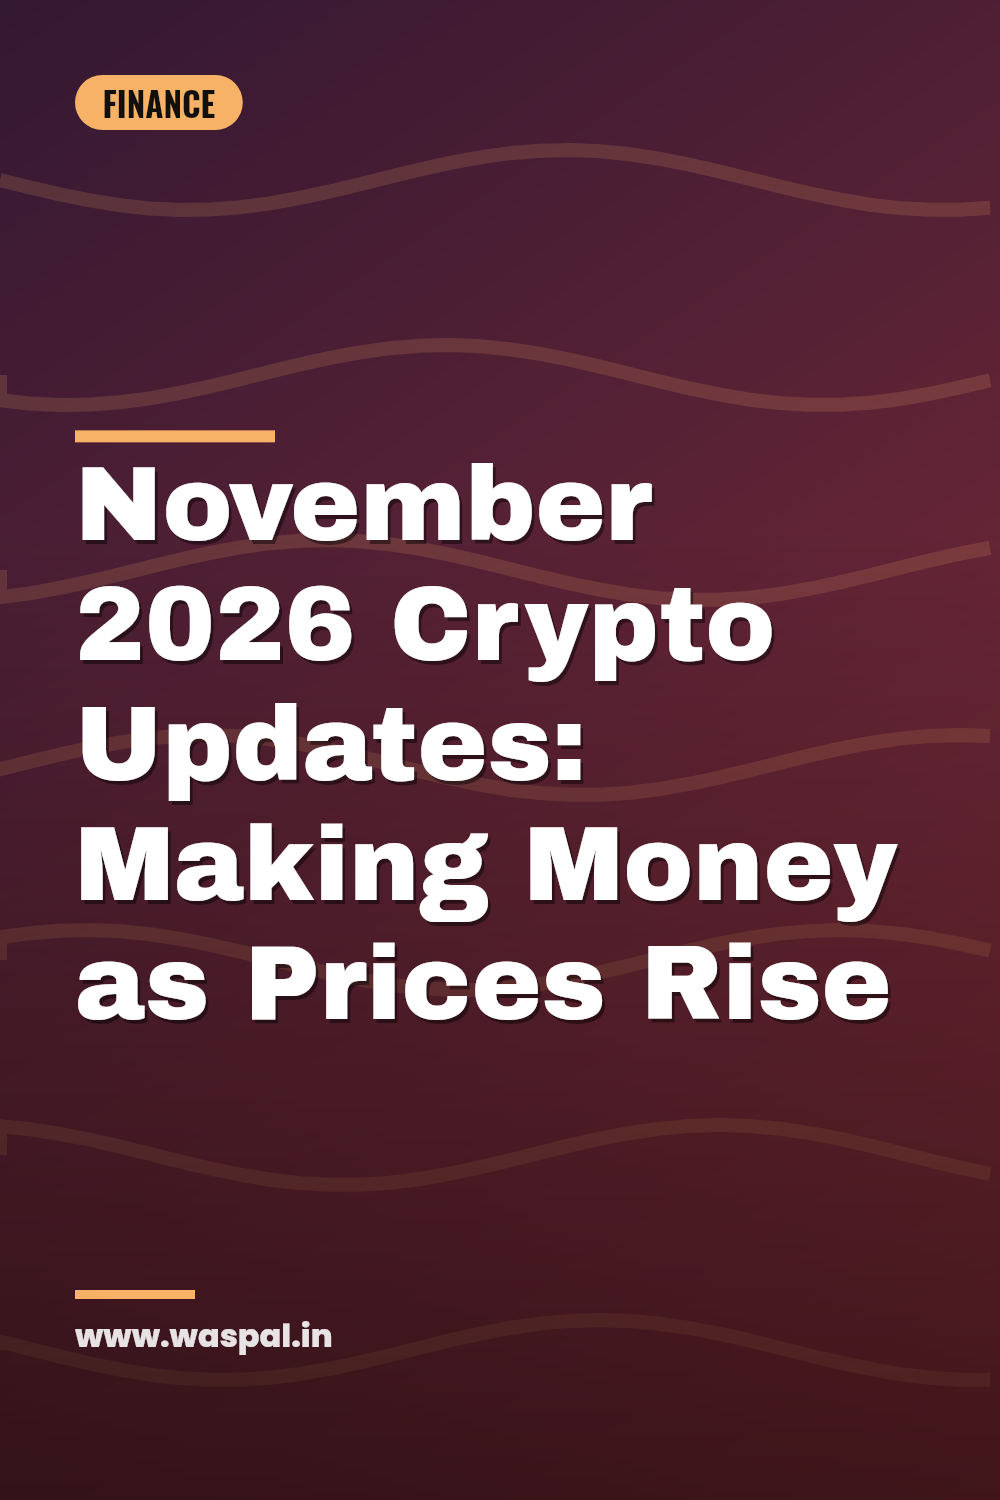 FINANCE
November
2026 Crypto
Updates:
Making Money
as Prices Rise
www.waspal.in